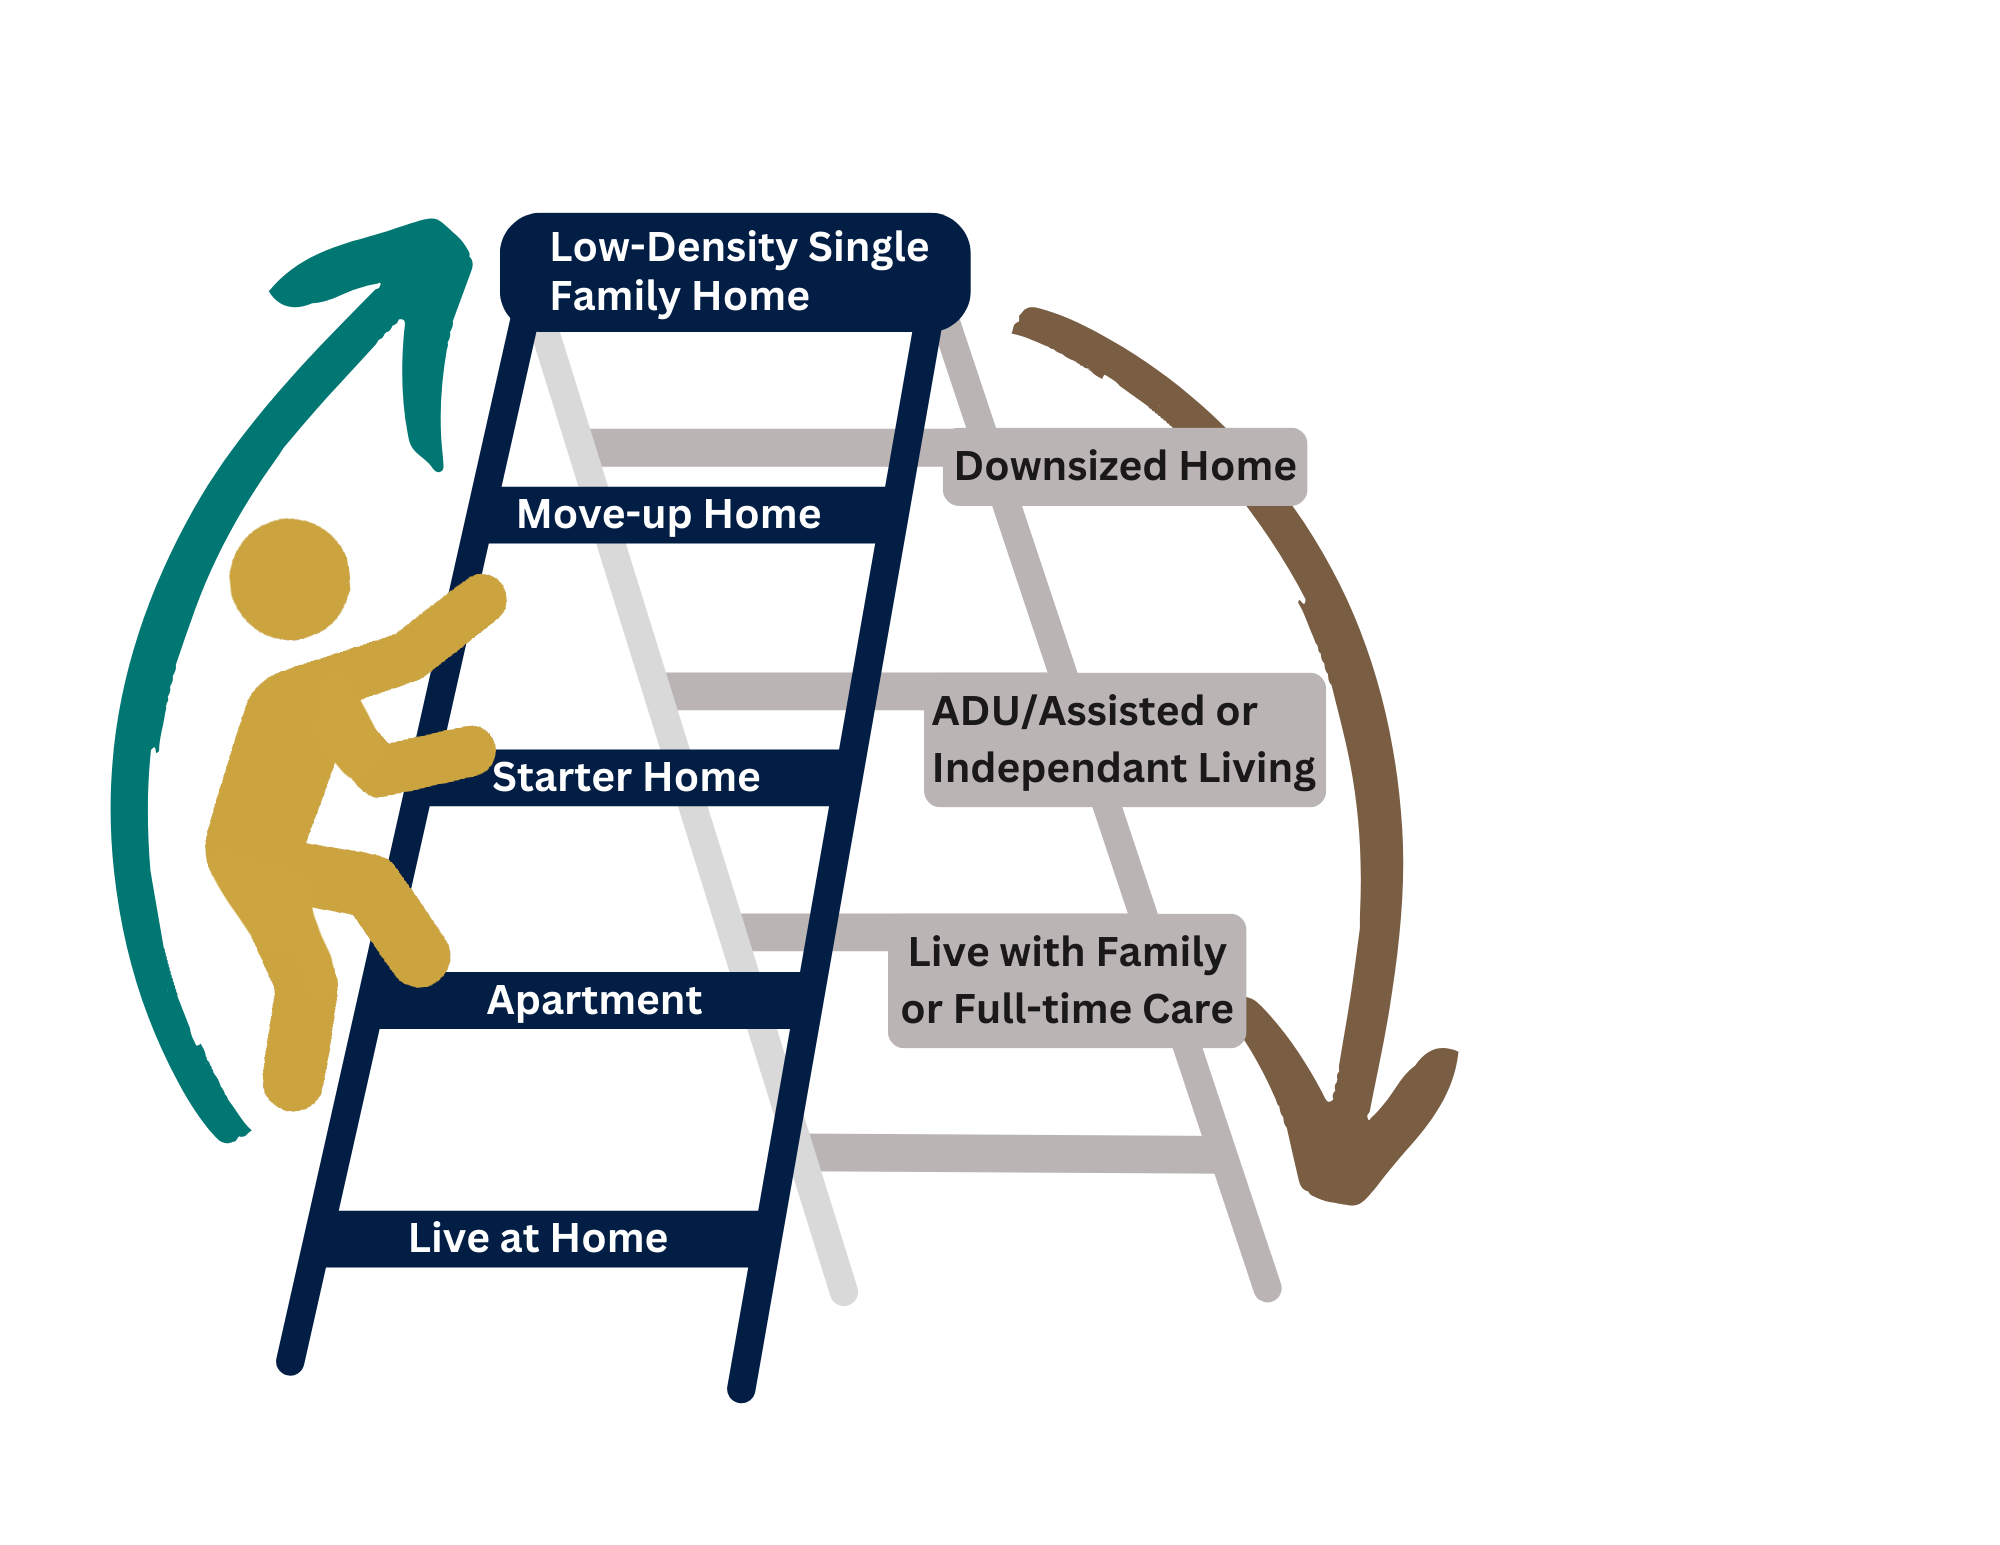 Low-Density Single
Family Home
Move-up Home
Starter Home
Apartment
Live at Home
Downsized Home
ADU/Assisted or
Independant Living
Live with Family
or Full-time Care